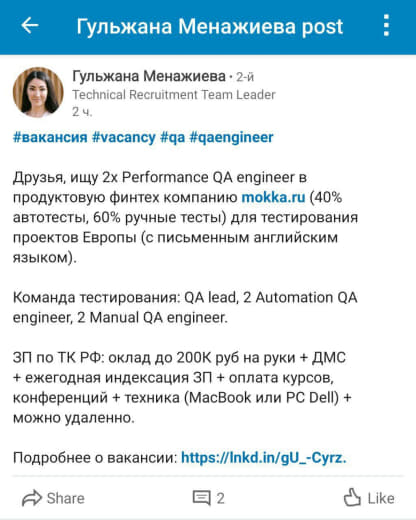 Гульжана Менажиева post
Гульжана Менажиева · 2-й
Technical Recruitment Team Leader
2 ч.
#вакансия #vacancy #qa #qaengineer
Друзья, ищу 2x Performance QA engineer в
продуктовую финтех компанию mokka.ru (40%
автотесты, 60% ручные тесты) для тестирования
проектов Европы (с письменным английским
языком).
Команда тестирования: QA lead, 2 Automation QA
engineer, 2 Manual QA engineer.
ЗП по ТК РФ: оклад до 200К руб на руки + ДМС
+ ежегодная индексация ЗП + оплата курсов,
конференций + техника (MacBook или PC Dell) +
можно удаленно.
Подробнее о вакансии: https://lnkd.in/gU_-Cyrz.
Share 2 Like